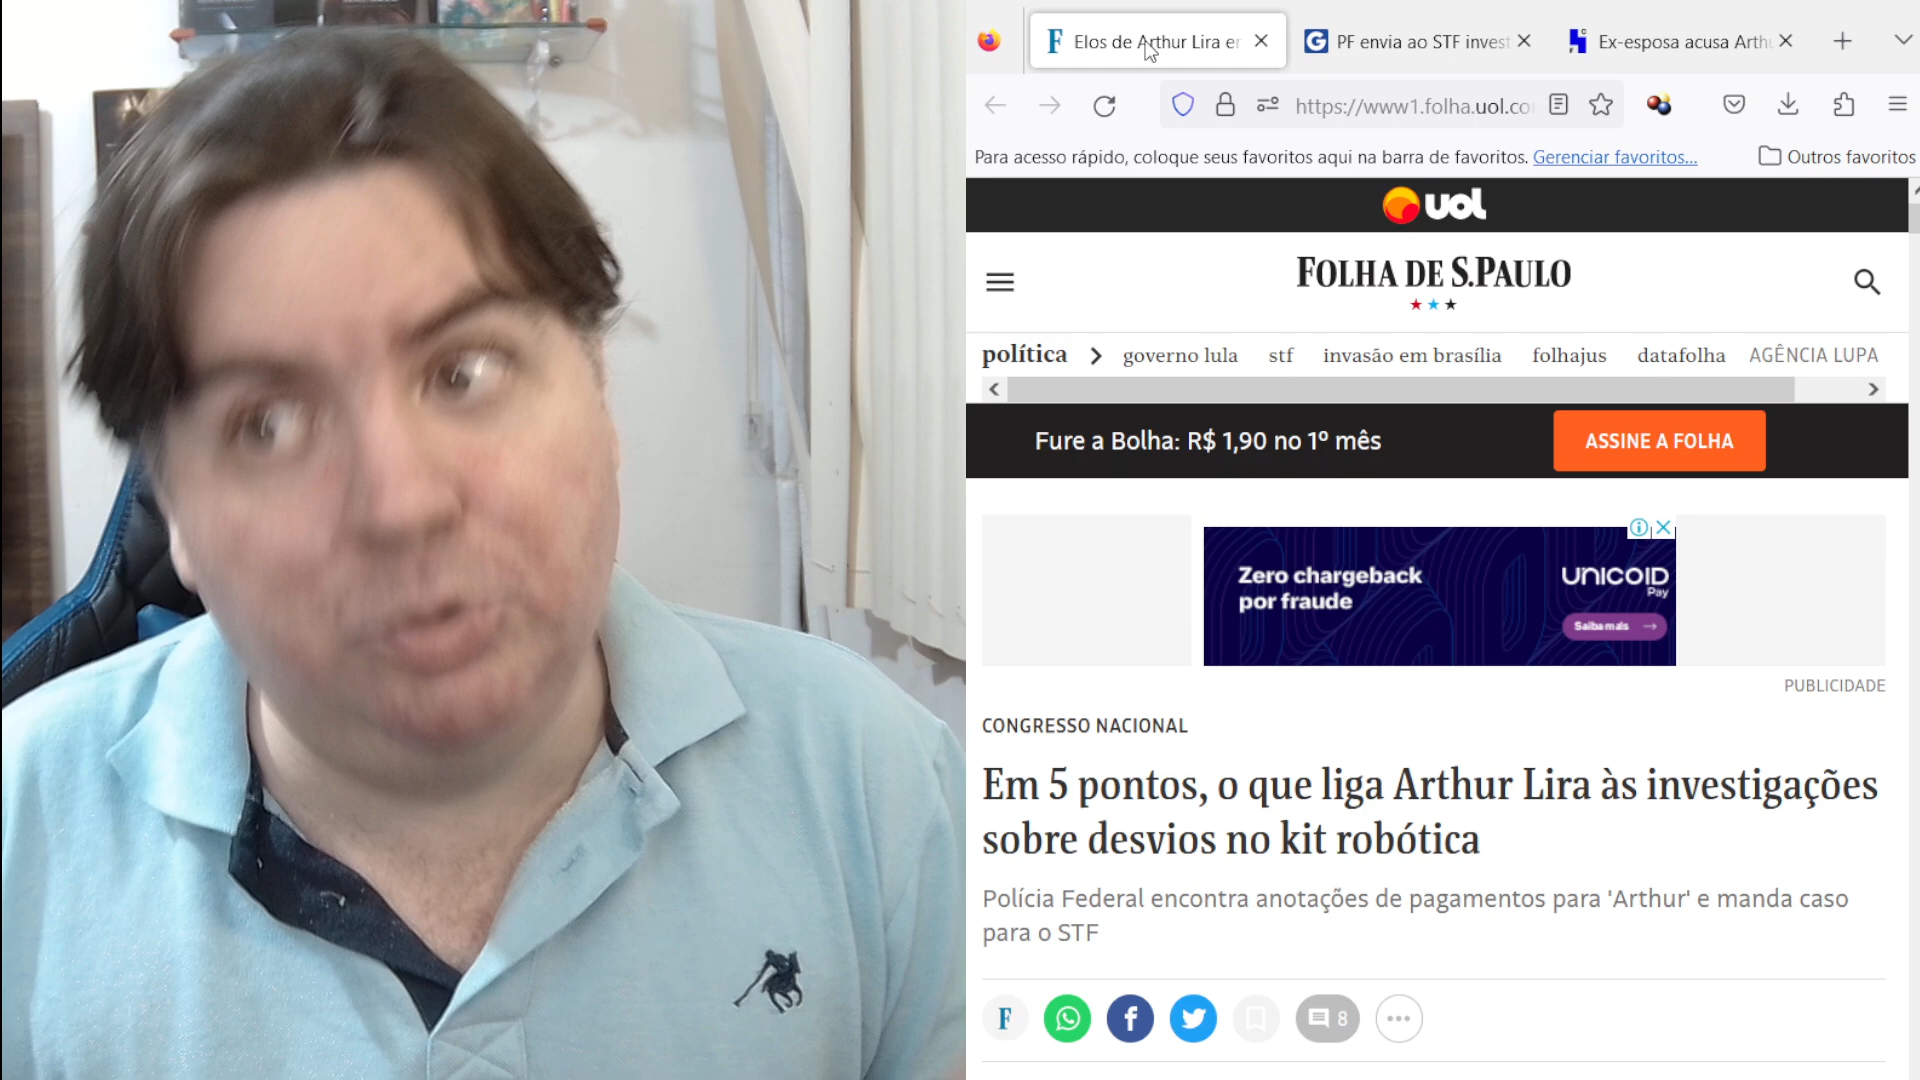 Elos de Arthur Lira er
PF envia ao STF invest
Ex-esposa acusa Arthu
https://www1.folha.uol.co
Para acesso rápido, coloque seus favoritos aqui na barra de favoritos. Gerenciar favoritos...
Outros favoritos
uol
FOLHA DE S.PAULO
política
governo lula
stf
invasão em brasília
folhajus
datafolha
AGÊNCIA LUPA
Fure a Bolha: R$ 1,90 no 1º mês
ASSINE A FOLHA
Zero chargeback
por fraude
UNICOID
Pay
Saiba mais
PUBLICIDADE
CONGRESSO NACIONAL
Em 5 pontos, o que liga Arthur Lira às investigações
sobre desvios no kit robótica
Polícia Federal encontra anotações de pagamentos para 'Arthur' e manda caso
para o STF
8